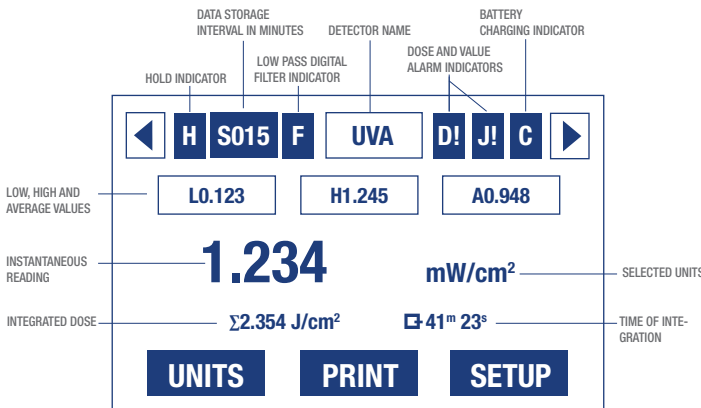 DATA STORAGE
INTERVAL IN MINUTES
DETECTOR NAME
BATTERY
CHARGING INDICATOR
DOSE AND VALUE
ALARM INDICATORS
LOW PASS DIGITAL
FILTER INDICATOR
HOLD INDICATOR
H S015 F UVA D! J! C
LOW, HIGH AND
AVERAGE VALUES
L0.123 H1.245 A0.948
INSTANTANEOUS
READING
1.234 mW/cm²
SELECTED UNITS
INTEGRATED DOSE
Σ2.354 J/cm² 41ᵐ 23ˢ
TIME OF INTE-
GRATION
UNITS PRINT SETUP